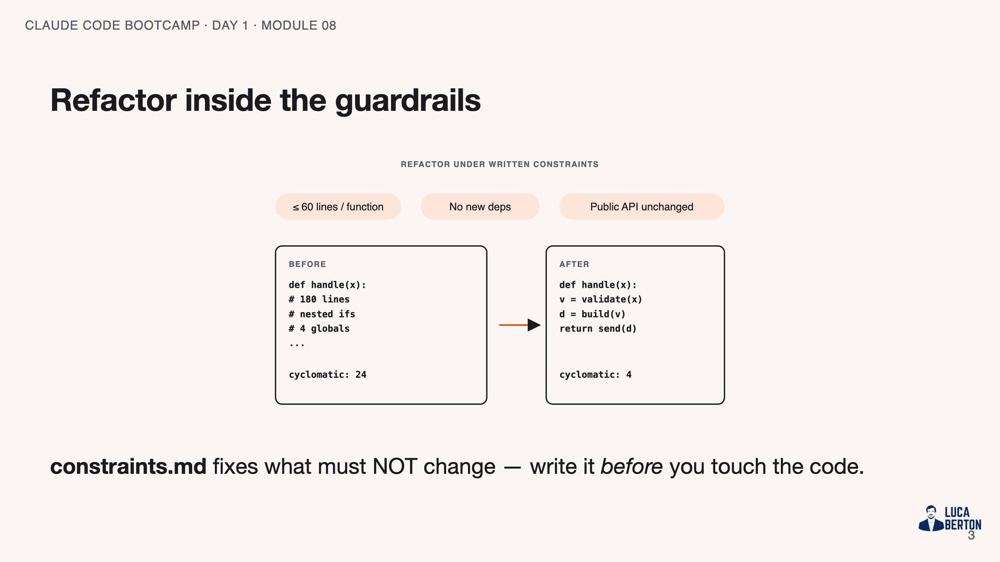 CLAUDE CODE BOOTCAMP · DAY 1 · MODULE 08
Refactor inside the guardrails
REFACTOR UNDER WRITTEN CONSTRAINTS
≤ 60 lines / function
No new deps
Public API unchanged
BEFORE
def handle(x):
# 180 lines
# nested ifs
# 4 globals
...
cyclomatic: 24
AFTER
def handle(x):
v = validate(x)
d = build(v)
return send(d)
cyclomatic: 4
constraints.md fixes what must NOT change — write it before you touch the code.
LUCA
BERTON
3